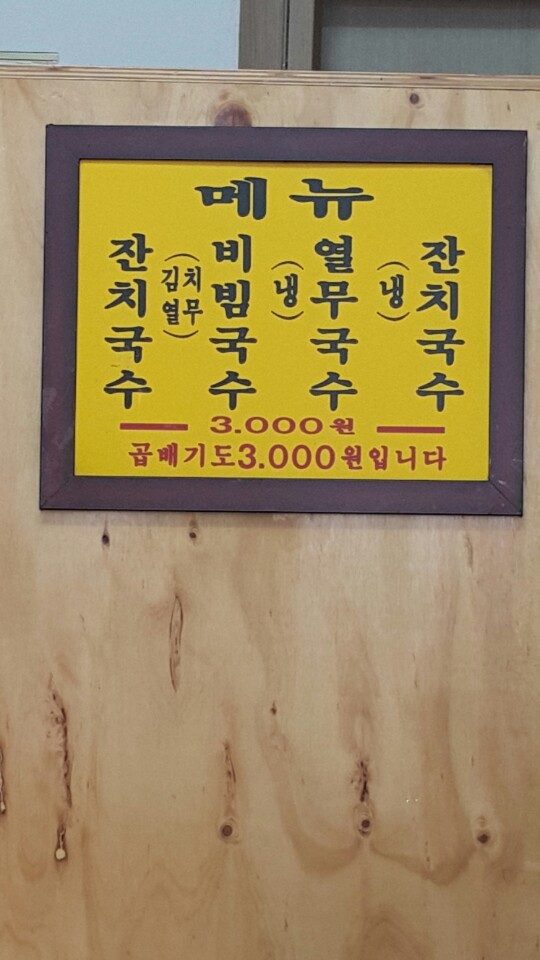 메뉴
잔치국수
(김치 열무)
비빔국수
(냉)
열무국수
(냉)
잔치국수
3.000원
곱배기도3.000원입니다